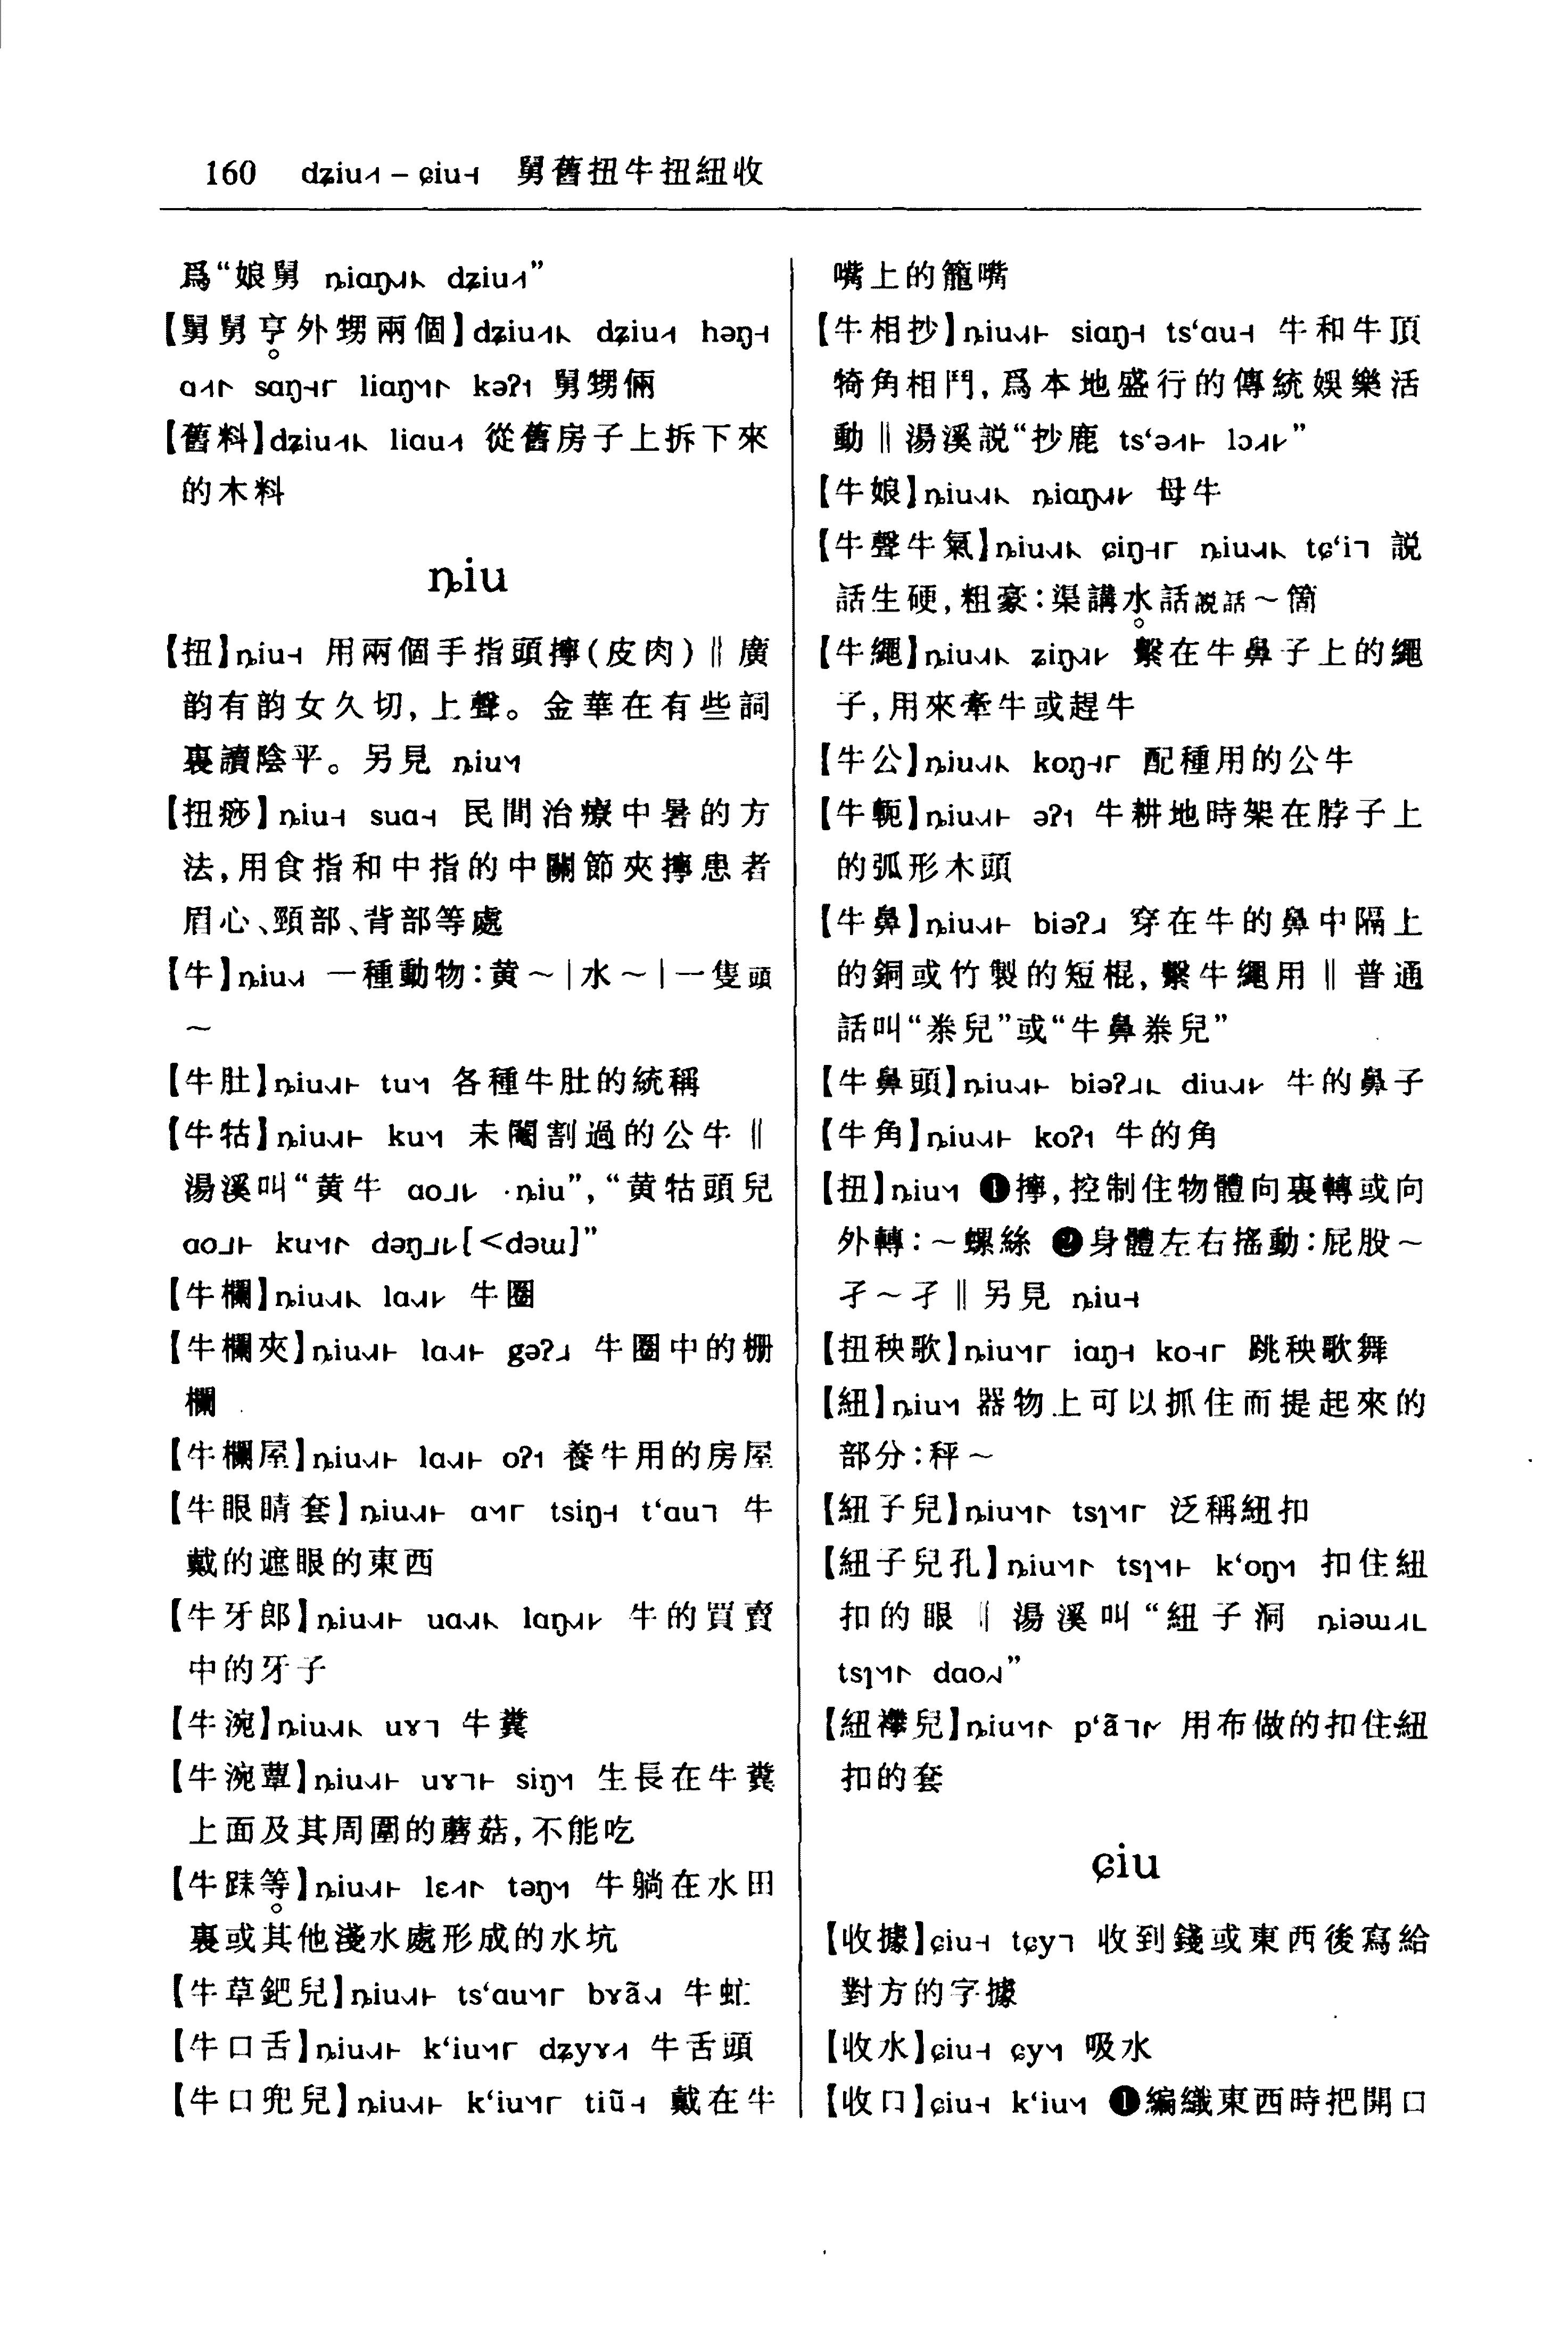 160 dʑiu˧˥ – ɕiu˧ 舅舊扭牛扭紐收
爲“娘舅 ȵiaŋ dʑiu”
【舅舅亨外甥兩個】dʑiu dʑiu həŋ
ɑ saŋ liaŋ kəʔ 舅甥倆
【舊料】dʑiu liau 從舊房子上拆下來
的木料
ȵiu
【扭】ȵiu 用兩個手指頭擰(皮肉)‖廣
韵有韵女久切,上聲。金華在有些詞
裏讀陰平。另見 ȵiu
【扭痧】ȵiu sua 民間治療中暑的方
法,用食指和中指的中關節夾擰患者
眉心、頸部、背部等處
【牛】ȵiu 一種動物:黄～|水～|一隻頭
～
【牛肚】ȵiu tu 各種牛肚的統稱
【牛牯】ȵiu ku 未閹割過的公牛‖
湯溪叫“黄牛 ɑo ·ȵiu”,“黄牯頭兒
ɑo ku dəŋ[<dəɯ]”
【牛欄】ȵiu lɑ 牛圈
【牛欄夾】ȵiu lɑ gəʔ 牛圈中的栅
欄
【牛欄屋】ȵiu lɑ oʔ 養牛用的房屋
【牛眼睛套】ȵiu ɑ tsiŋ t‘ɑu 牛
戴的遮眼的東西
【牛牙郎】ȵiu uɑ lɑŋ 牛的買賣
中的牙子
【牛涴】ȵiu uɤ 牛糞
【牛涴蕈】ȵiu uɤ siŋ 生長在牛糞
上面及其周圍的蘑菇,不能吃
【牛跊等】ȵiu lɛ təŋ 牛躺在水田
裏或其他淺水處形成的水坑
【牛草鈀兒】ȵiu ts‘ɑu bɤã 牛虻
【牛口舌】ȵiu k‘iu dʑyɤ 牛舌頭
【牛口兜兒】ȵiu k‘iu tiũ 戴在牛
嘴上的籠嘴
【牛相抄】ȵiu siɑŋ ts‘ɑu 牛和牛頂
犄角相鬥,爲本地盛行的傳統娱樂活
動‖湯溪説“抄鹿 ts‘ə lɔ”
【牛娘】ȵiu ȵiɑŋ 母牛
【牛聲牛氣】ȵiu ɕiŋ ȵiu tɕ‘i 説
話生硬,粗豪:渠講水話説話～箇
【牛繩】ȵiu ʑiŋ 繫在牛鼻子上的繩
子,用來牽牛或趕牛
【牛公】ȵiu koŋ 配種用的公牛
【牛軛】ȵiu əʔ 牛耕地時架在脖子上
的弧形木頭
【牛鼻】ȵiu biəʔ 穿在牛的鼻中隔上
的銅或竹製的短棍,繫牛繩用‖普通
話叫“桊兒”或“牛鼻桊兒”
【牛鼻頭】ȵiu biəʔ diu 牛的鼻子
【牛角】ȵiu koʔ 牛的角
【扭】ȵiu ❶擰,控制住物體向裏轉或向
外轉:～螺絲 ❷身體左右搖動:屁股～
孑～孑‖另見 ȵiu
【扭秧歌】ȵiu iɑŋ ko 跳秧歌舞
【紐】ȵiu 器物上可以抓住而提起來的
部分:秤～
【紐子兒】ȵiu tsɿ 泛稱紐扣
【紐子兒孔】ȵiu tsɿ k‘oŋ 扣住紐
扣的眼‖湯溪叫“紐子洞 ȵiəɯ
tsɿ dɑo”
【紐襻兒】ȵiu p‘ã 用布做的扣住紐
扣的套
ɕiu
【收據】ɕiu tɕy 收到錢或東西後寫給
對方的字據
【收水】ɕiu ɕy 吸水
【收口】ɕiu k‘iu ❶編織東西時把開口